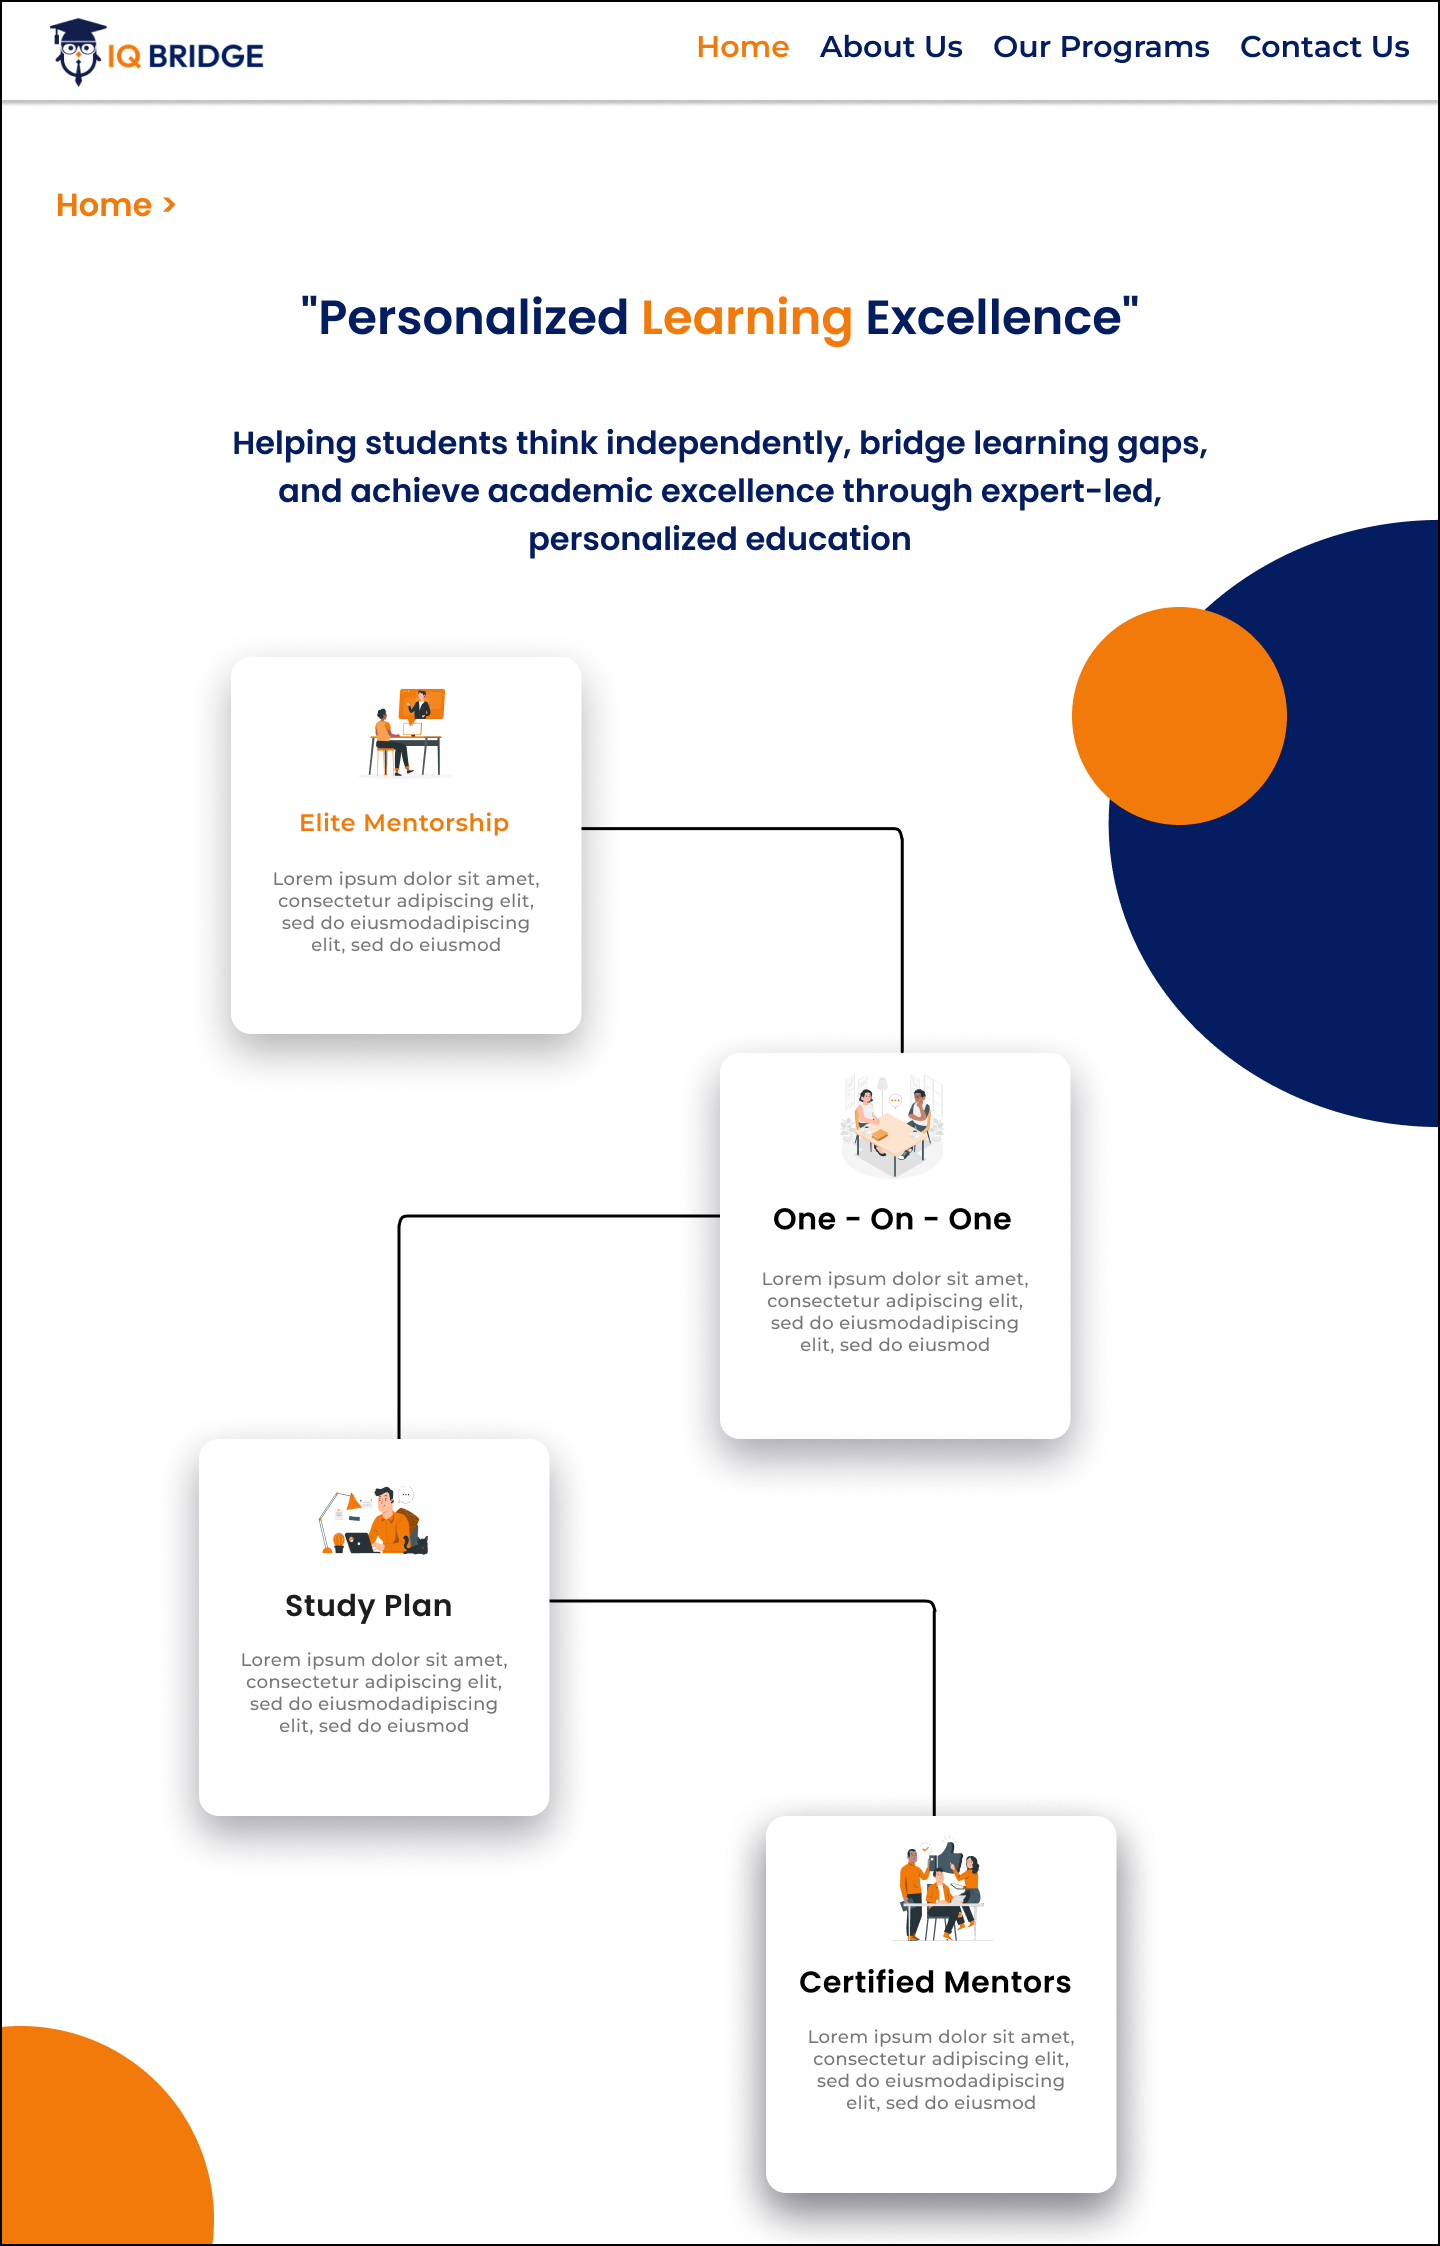 IQ BRIDGE
Home About Us Our Programs Contact Us
Home >
"Personalized Learning Excellence"
Helping students think independently, bridge learning gaps,
and achieve academic excellence through expert-led,
personalized education
Elite Mentorship
Lorem ipsum dolor sit amet,
consectetur adipiscing elit,
sed do eiusmodadipiscing
elit, sed do eiusmod
One - On - One
Lorem ipsum dolor sit amet,
consectetur adipiscing elit,
sed do eiusmodadipiscing
elit, sed do eiusmod
Study Plan
Lorem ipsum dolor sit amet,
consectetur adipiscing elit,
sed do eiusmodadipiscing
elit, sed do eiusmod
Certified Mentors
Lorem ipsum dolor sit amet,
consectetur adipiscing elit,
sed do eiusmodadipiscing
elit, sed do eiusmod